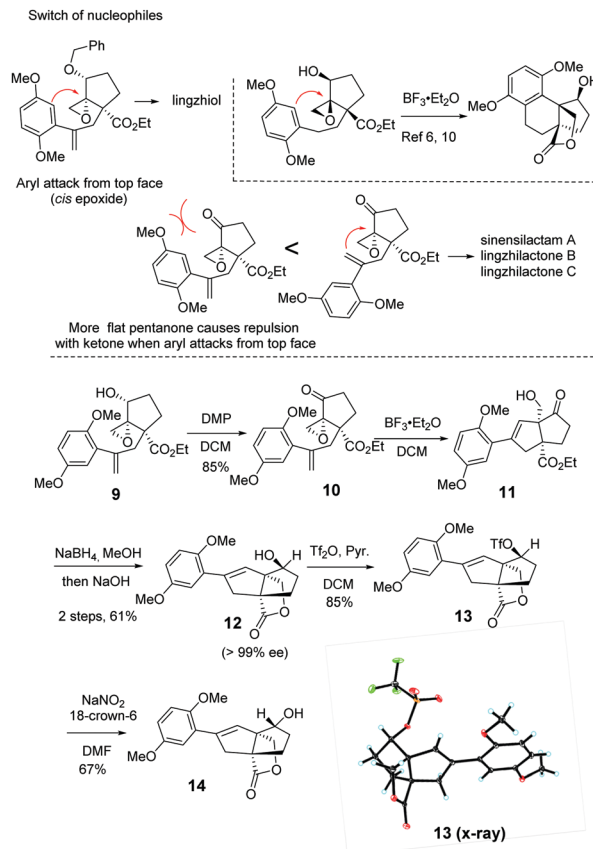 Switch of nucleophiles
O Ph
MeO
O
CO2Et
OMe
lingzhiol
Aryl attack from top face
(cis epoxide)
HO
MeO
O
CO2Et
OMe
BF3•Et2O
Ref 6, 10
OMe
OH
MeO
O
O
O
MeO
O
CO2Et
OMe
<
O
O
CO2Et
MeO
OMe
sinensilactam A
lingzhilactone B
lingzhilactone C
More flat pentanone causes repulsion
with ketone when aryl attacks from top face
HO
OMe
O
CO2Et
MeO
9
DMP
DCM
85%
O
OMe
O
CO2Et
MeO
10
BF3•Et2O
DCM
HO O
OMe
CO2Et
MeO
11
NaBH4, MeOH
then NaOH
2 steps, 61%
OMe
HO H
MeO
O
O
12
(> 99% ee)
Tf2O, Pyr.
DCM
85%
OMe
TfO H
MeO
O
O
13
NaNO2
18-crown-6
DMF
67%
OMe
H OH
MeO
O
O
14
13 (x-ray)